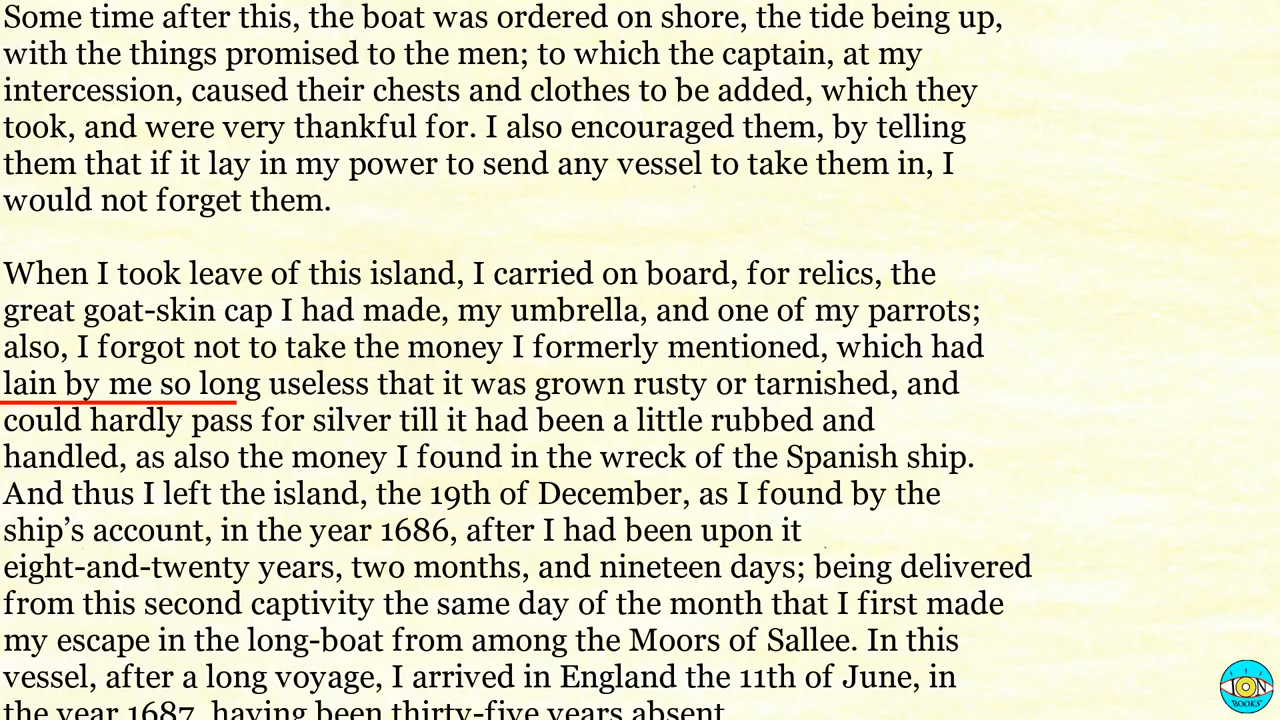 Some time after this, the boat was ordered on shore, the tide being up,
with the things promised to the men; to which the captain, at my
intercession, caused their chests and clothes to be added, which they
took, and were very thankful for. I also encouraged them, by telling
them that if it lay in my power to send any vessel to take them in, I
would not forget them.
When I took leave of this island, I carried on board, for relics, the
great goat-skin cap I had made, my umbrella, and one of my parrots;
also, I forgot not to take the money I formerly mentioned, which had
lain by me so long useless that it was grown rusty or tarnished, and
could hardly pass for silver till it had been a little rubbed and
handled, as also the money I found in the wreck of the Spanish ship.
And thus I left the island, the 19th of December, as I found by the
ship’s account, in the year 1686, after I had been upon it
eight-and-twenty years, two months, and nineteen days; being delivered
from this second captivity the same day of the month that I first made
my escape in the long-boat from among the Moors of Sallee. In this
vessel, after a long voyage, I arrived in England the 11th of June, in
the year 1687, having been thirty-five years absent
ION
BOOKS